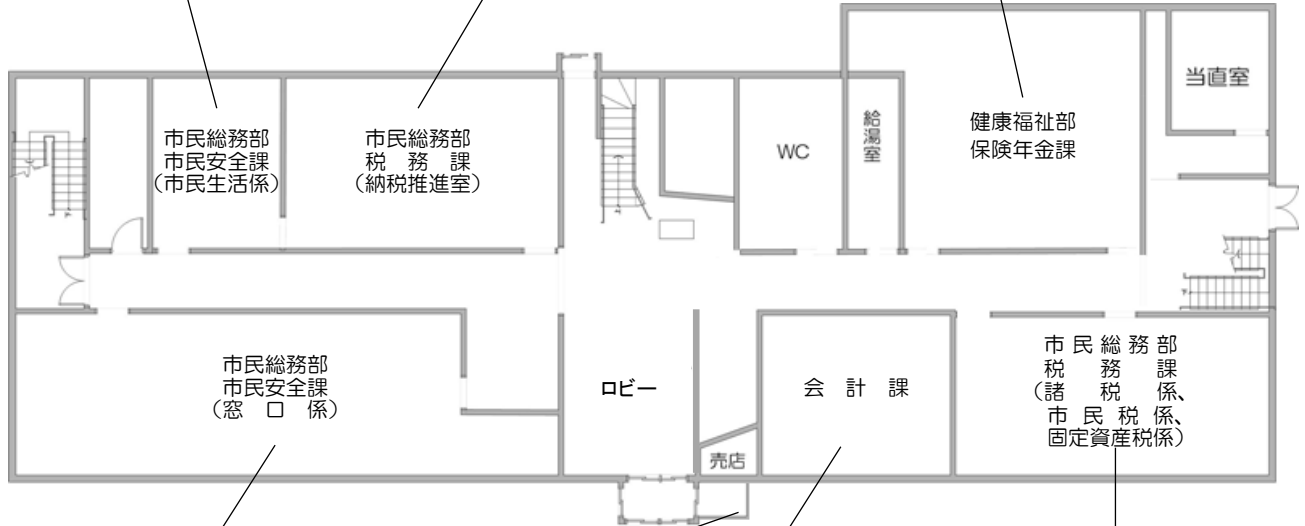 市民総務部
市民安全課
（市民生活係）
市民総務部
税　務　課
（納税推進室）
WC
給湯室
健康福祉部
保険年金課
当直室
市民総務部
市民安全課
（窓　口　係）
ロビー
売店
会　計　課
市 民 総 務 部
税　務　課
（諸　税　係、
市 民 税 係、
固定資産税係）